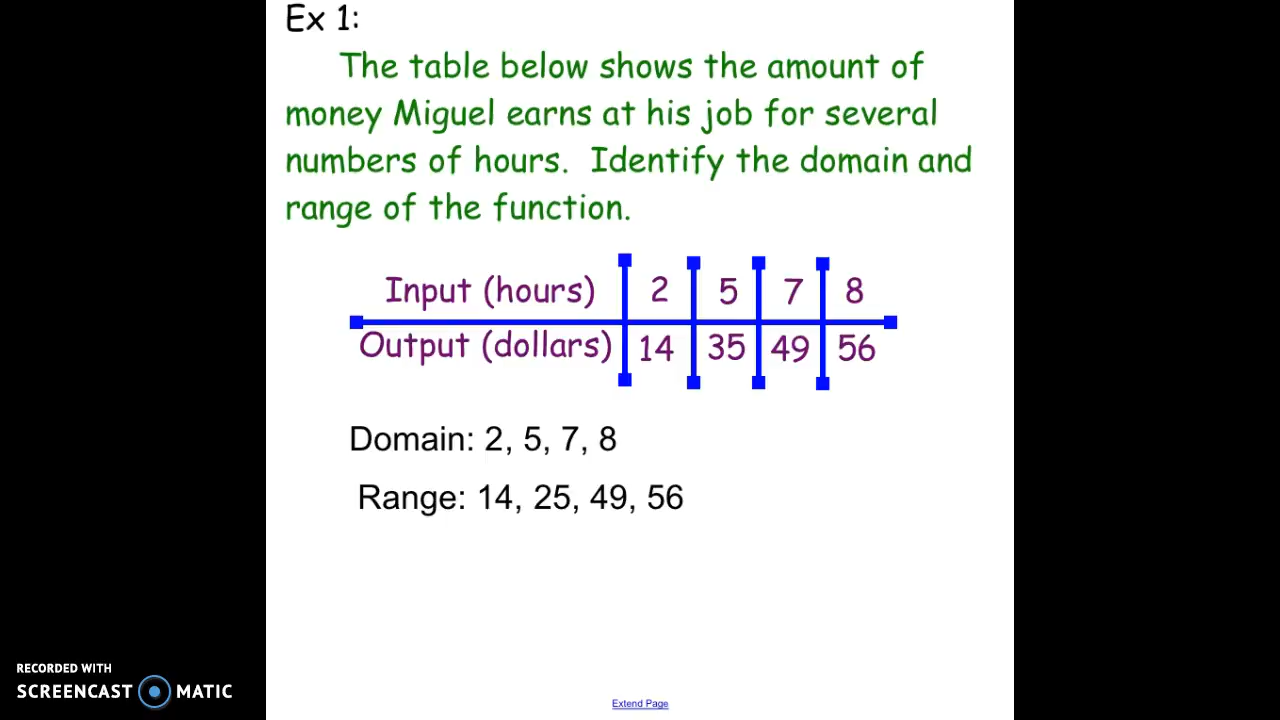 Ex 1:
The table below shows the amount of
money Miguel earns at his job for several
numbers of hours. Identify the domain and
range of the function.
Input (hours) 2 5 7 8
Output (dollars) 14 35 49 56
Domain: 2, 5, 7, 8
Range: 14, 25, 49, 56
RECORDED WITH
SCREENCAST MATIC
Extend Page